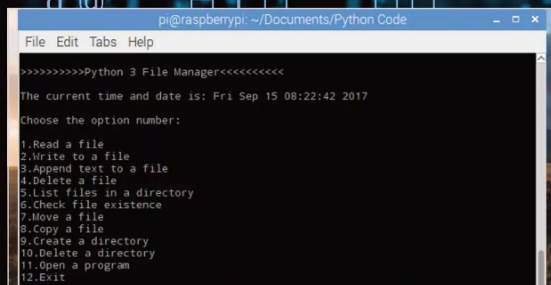 pi@raspberrypi: ~/Documents/Python Code
File Edit Tabs Help
>>>>>>>>>>Python 3 File Manager<<<<<<<<<<
The current time and date is: Fri Sep 15 08:22:42 2017
Choose the option number:
1.Read a file
2.Write to a file
3.Append text to a file
4.Delete a file
5.List files in a directory
6.Check file existence
7.Move a file
8.Copy a file
9.Create a directory
10.Delete a directory
11.Open a program
12.Exit